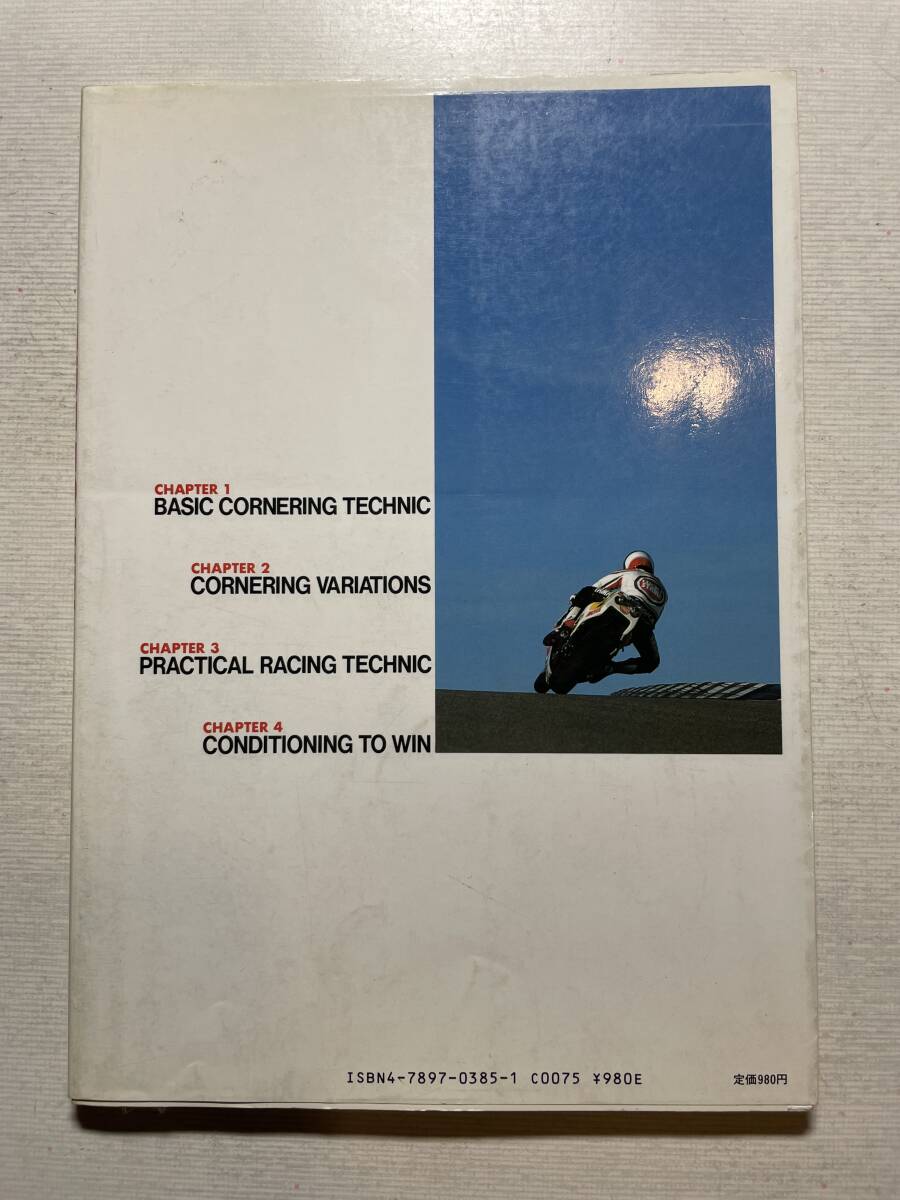 CHAPTER 1
BASIC CORNERING TECHNIC
CHAPTER 2
CORNERING VARIATIONS
CHAPTER 3
PRACTICAL RACING TECHNIC
CHAPTER 4
CONDITIONING TO WIN
ISBN4-7897-0385-1 C0075 ¥980E
定価980円